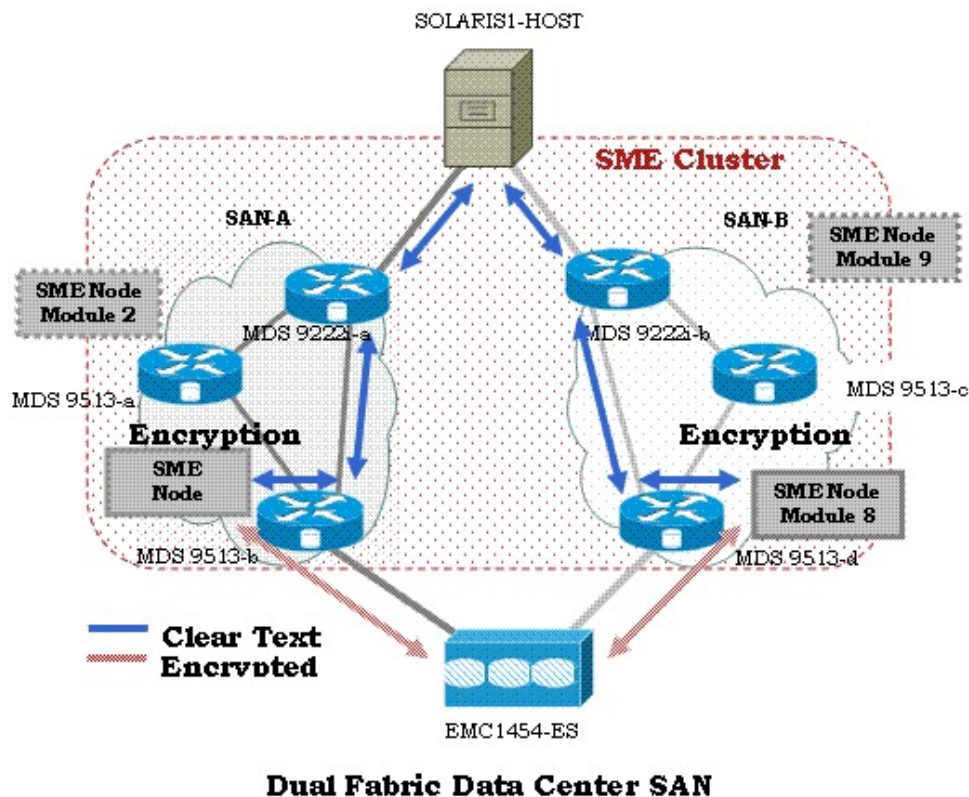 SOLARIS1-HOST
SME Cluster
SAN-A
SAN-B
SME Node
Module 9
SME Node
Module 2
MDS 9222i-a
MDS 9222i-b
MDS 9513-a
MDS 9513-c
Encryption
Encryption
SME
Node
SME Node
Module 8
MDS 9513-b
MDS 9513-d
Clear Text
Encrypted
EMC1454-ES
Dual Fabric Data Center SAN